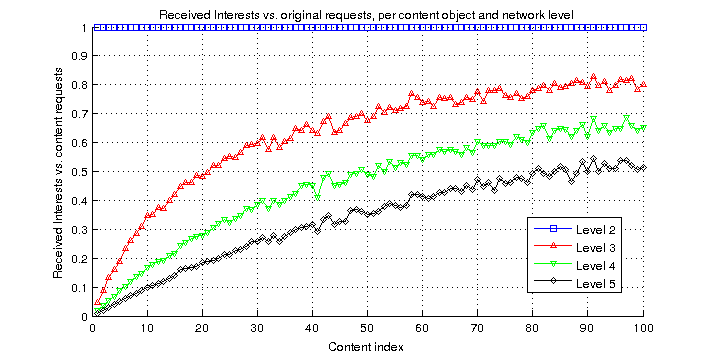 Received Interests vs. original requests, per content object and network level
Received Interests vs. content requests
1
0.9
0.8
0.7
0.6
0.5
0.4
0.3
0.2
0.1
0
0 10 20 30 40 50 60 70 80 90 100
Content index
Level 2
Level 3
Level 4
Level 5